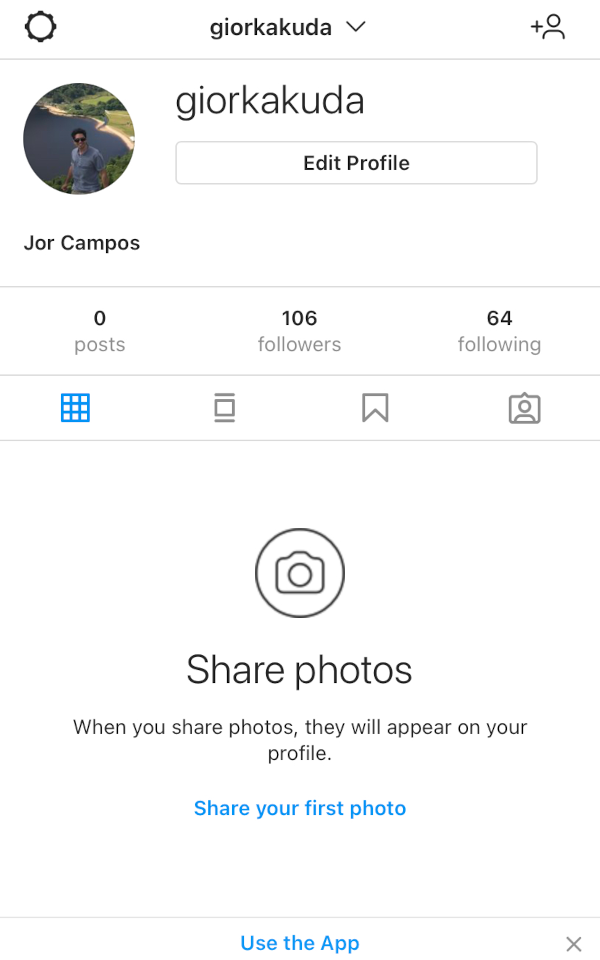 giorkakuda
giorkakuda
Edit Profile
Jor Campos
0 106 64
posts followers following
Share photos
When you share photos, they will appear on your
profile.
Share your first photo
Use the App